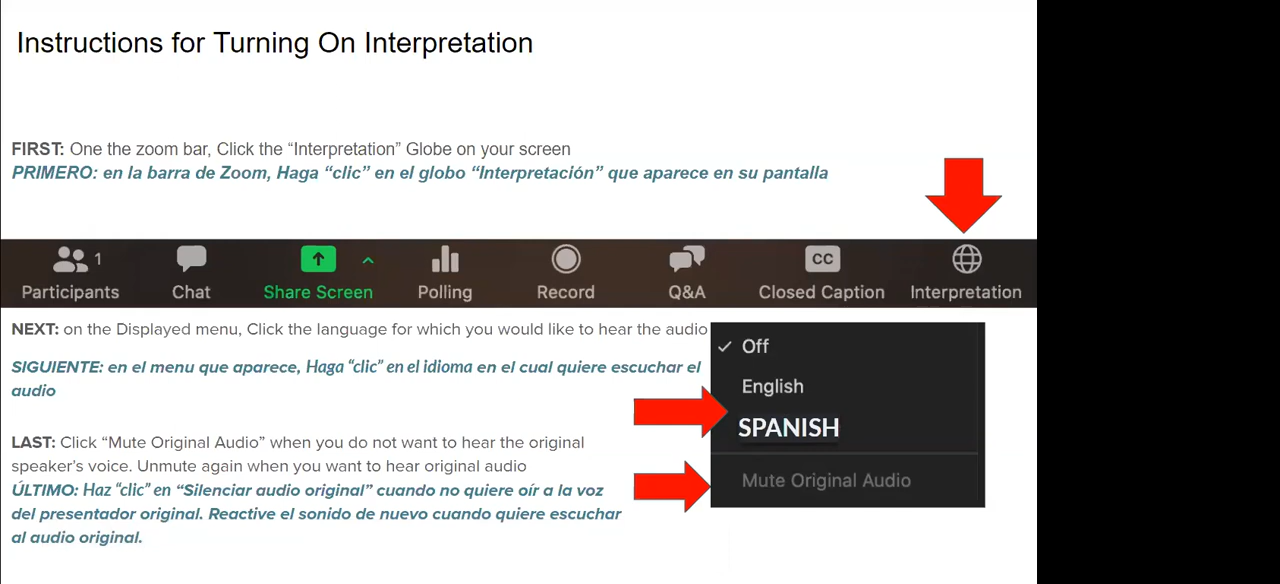 Instructions for Turning On Interpretation
FIRST: One the zoom bar, Click the “Interpretation” Globe on your screen
PRIMERO: en la barra de Zoom, Haga “clic” en el globo “Interpretación” que aparece en su pantalla
1
Participants Chat Share Screen Polling Record Q&A CC Closed Caption Interpretation
NEXT: on the Displayed menu, Click the language for which you would like to hear the audio
SIGUIENTE: en el menu que aparece, Haga “clic” en el idioma en el cual quiere escuchar el
audio
LAST: Click “Mute Original Audio” when you do not want to hear the original
speaker’s voice. Unmute again when you want to hear original audio
ÚLTIMO: Haz “clic” en “Silenciar audio original” cuando no quiere oír a la voz
del presentador original. Reactive el sonido de nuevo cuando quiere escuchar
al audio original.
Off
English
SPANISH
Mute Original Audio